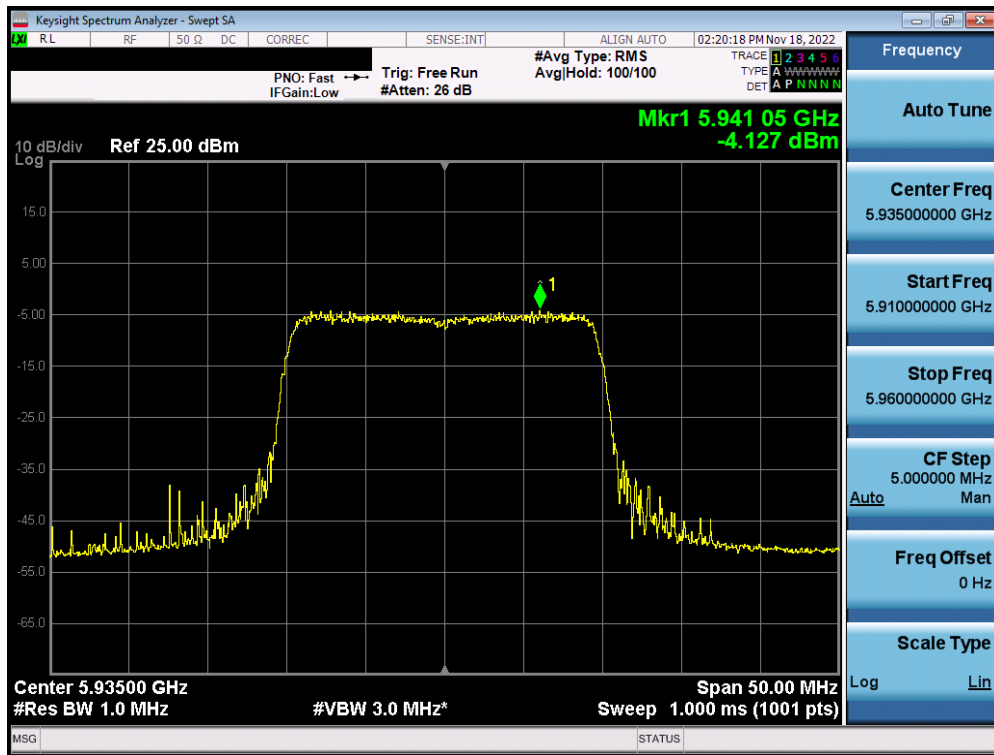 Keysight Spectrum Analyzer - Swept SA
LXI RL RF 50 Ω DC CORREC SENSE:INT ALIGN AUTO 02:20:18 PM Nov 18, 2022
PNO: Fast
IFGain:Low
Trig: Free Run
#Atten: 26 dB
#Avg Type: RMS
Avg|Hold: 100/100
TRACE 1 2 3 4 5 6
TYPE A WWWWW
DET A P N N N N
Mkr1 5.941 05 GHz
-4.127 dBm
10 dB/div Ref 25.00 dBm
Log
15.0
5.00
-5.00
-15.0
-25.0
-35.0
-45.0
-55.0
-65.0
1
Center 5.93500 GHz Span 50.00 MHz
#Res BW 1.0 MHz #VBW 3.0 MHz* Sweep 1.000 ms (1001 pts)
MSG STATUS
Frequency
Auto Tune
Center Freq
5.935000000 GHz
Start Freq
5.910000000 GHz
Stop Freq
5.960000000 GHz
CF Step
5.000000 MHz
Auto Man
Freq Offset
0 Hz
Scale Type
Log Lin